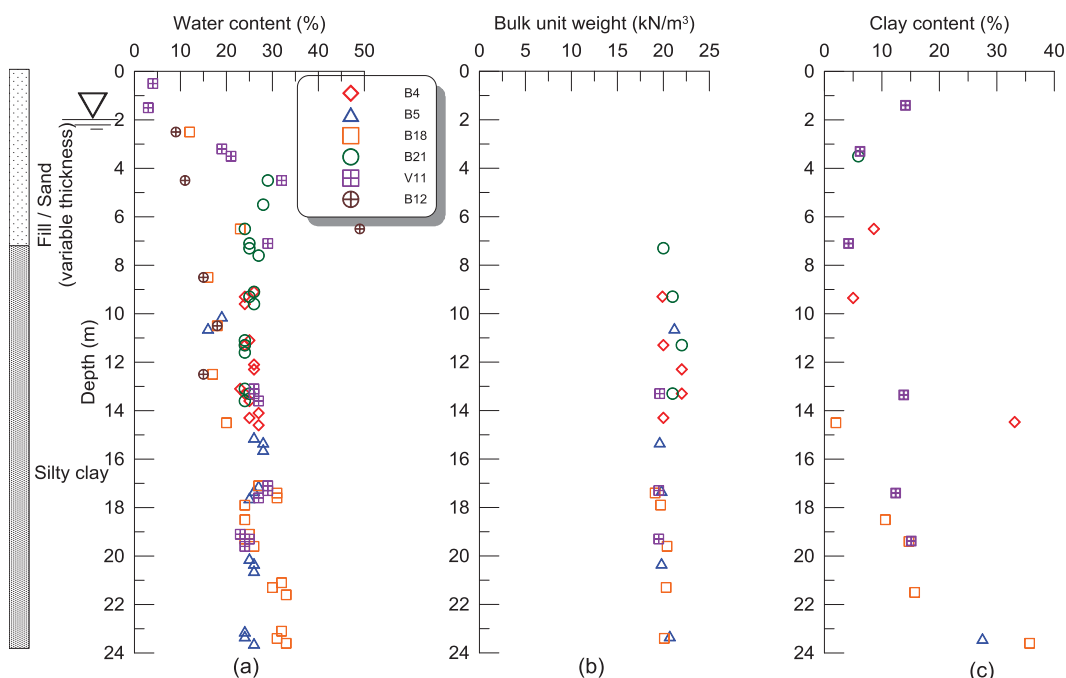 Water content (%)
Bulk unit weight (kN/m³)
Clay content (%)
0 10 20 30 40 50
0 5 10 15 20 25
0 10 20 30 40
0
2
4
6
8
10
12
14
16
18
20
22
24
0
2
4
6
8
10
12
14
16
18
20
22
24
0
2
4
6
8
10
12
14
16
18
20
22
24
Depth (m)
Fill / Sand
(variable thickness)
Silty clay
B4
B5
B18
B21
V11
B12
(a)
(b)
(c)